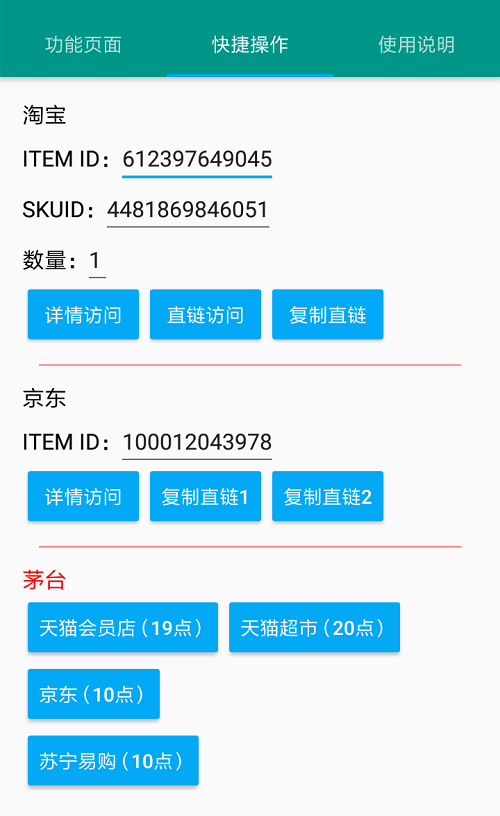 功能页面 快捷操作 使用说明
淘宝
ITEM ID：612397649045
SKUID：4481869846051
数量：1
详情访问 直链访问 复制直链
京东
ITEM ID：100012043978
详情访问 复制直链1 复制直链2
茅台
天猫会员店（19点） 天猫超市（20点）
京东（10点）
苏宁易购（10点）